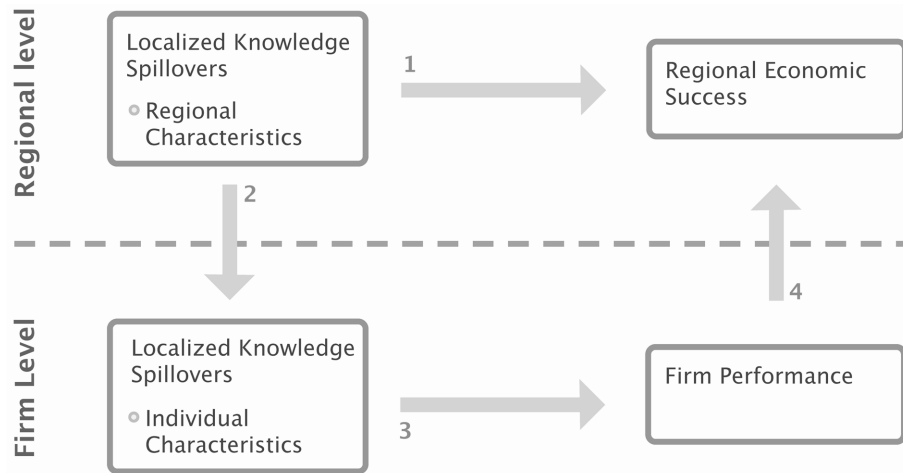 Regional level
Localized Knowledge
Spillovers
Regional
Characteristics
1
Regional Economic
Success
2
4
Firm Level
Localized Knowledge
Spillovers
Individual
Characteristics
3
Firm Performance